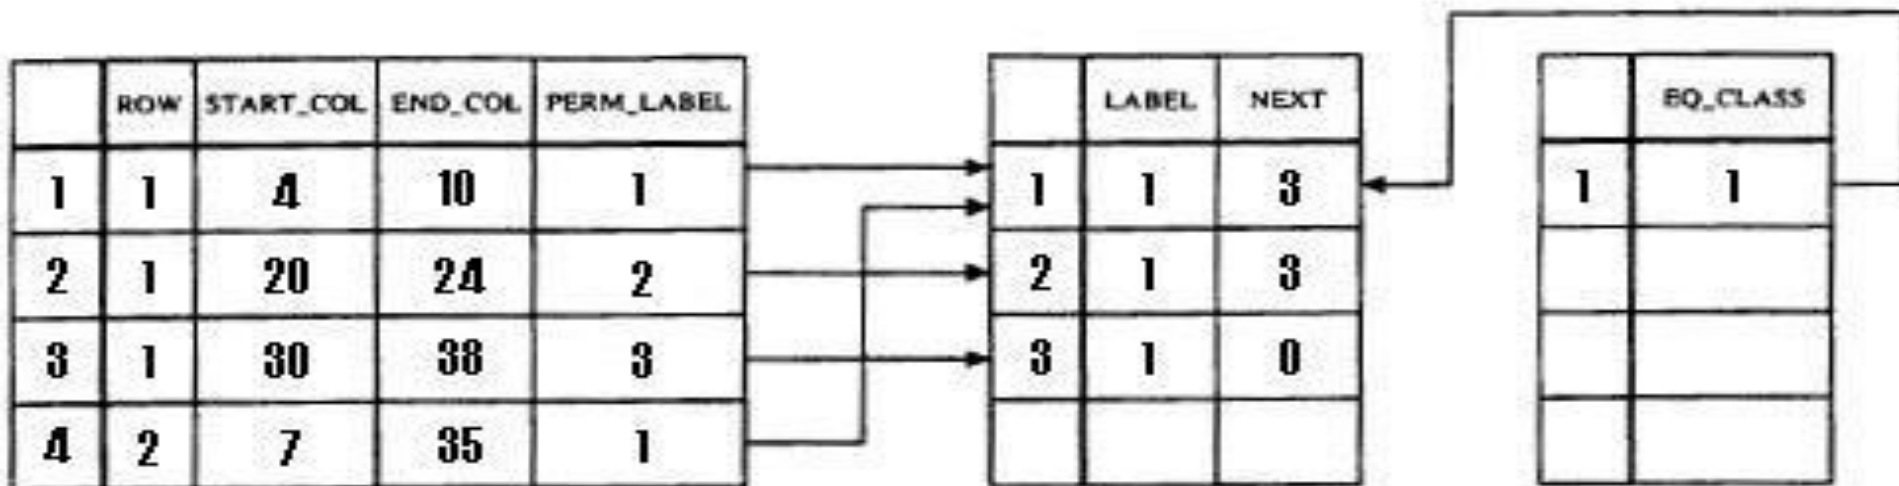 ROW START_COL END_COL PERM_LABEL LABEL NEXT EQ_CLASS
1 1 4 10 1 1 1 3 1 1
2 1 20 24 2 2 1 3
3 1 30 38 3 3 1 0
4 2 7 35 1